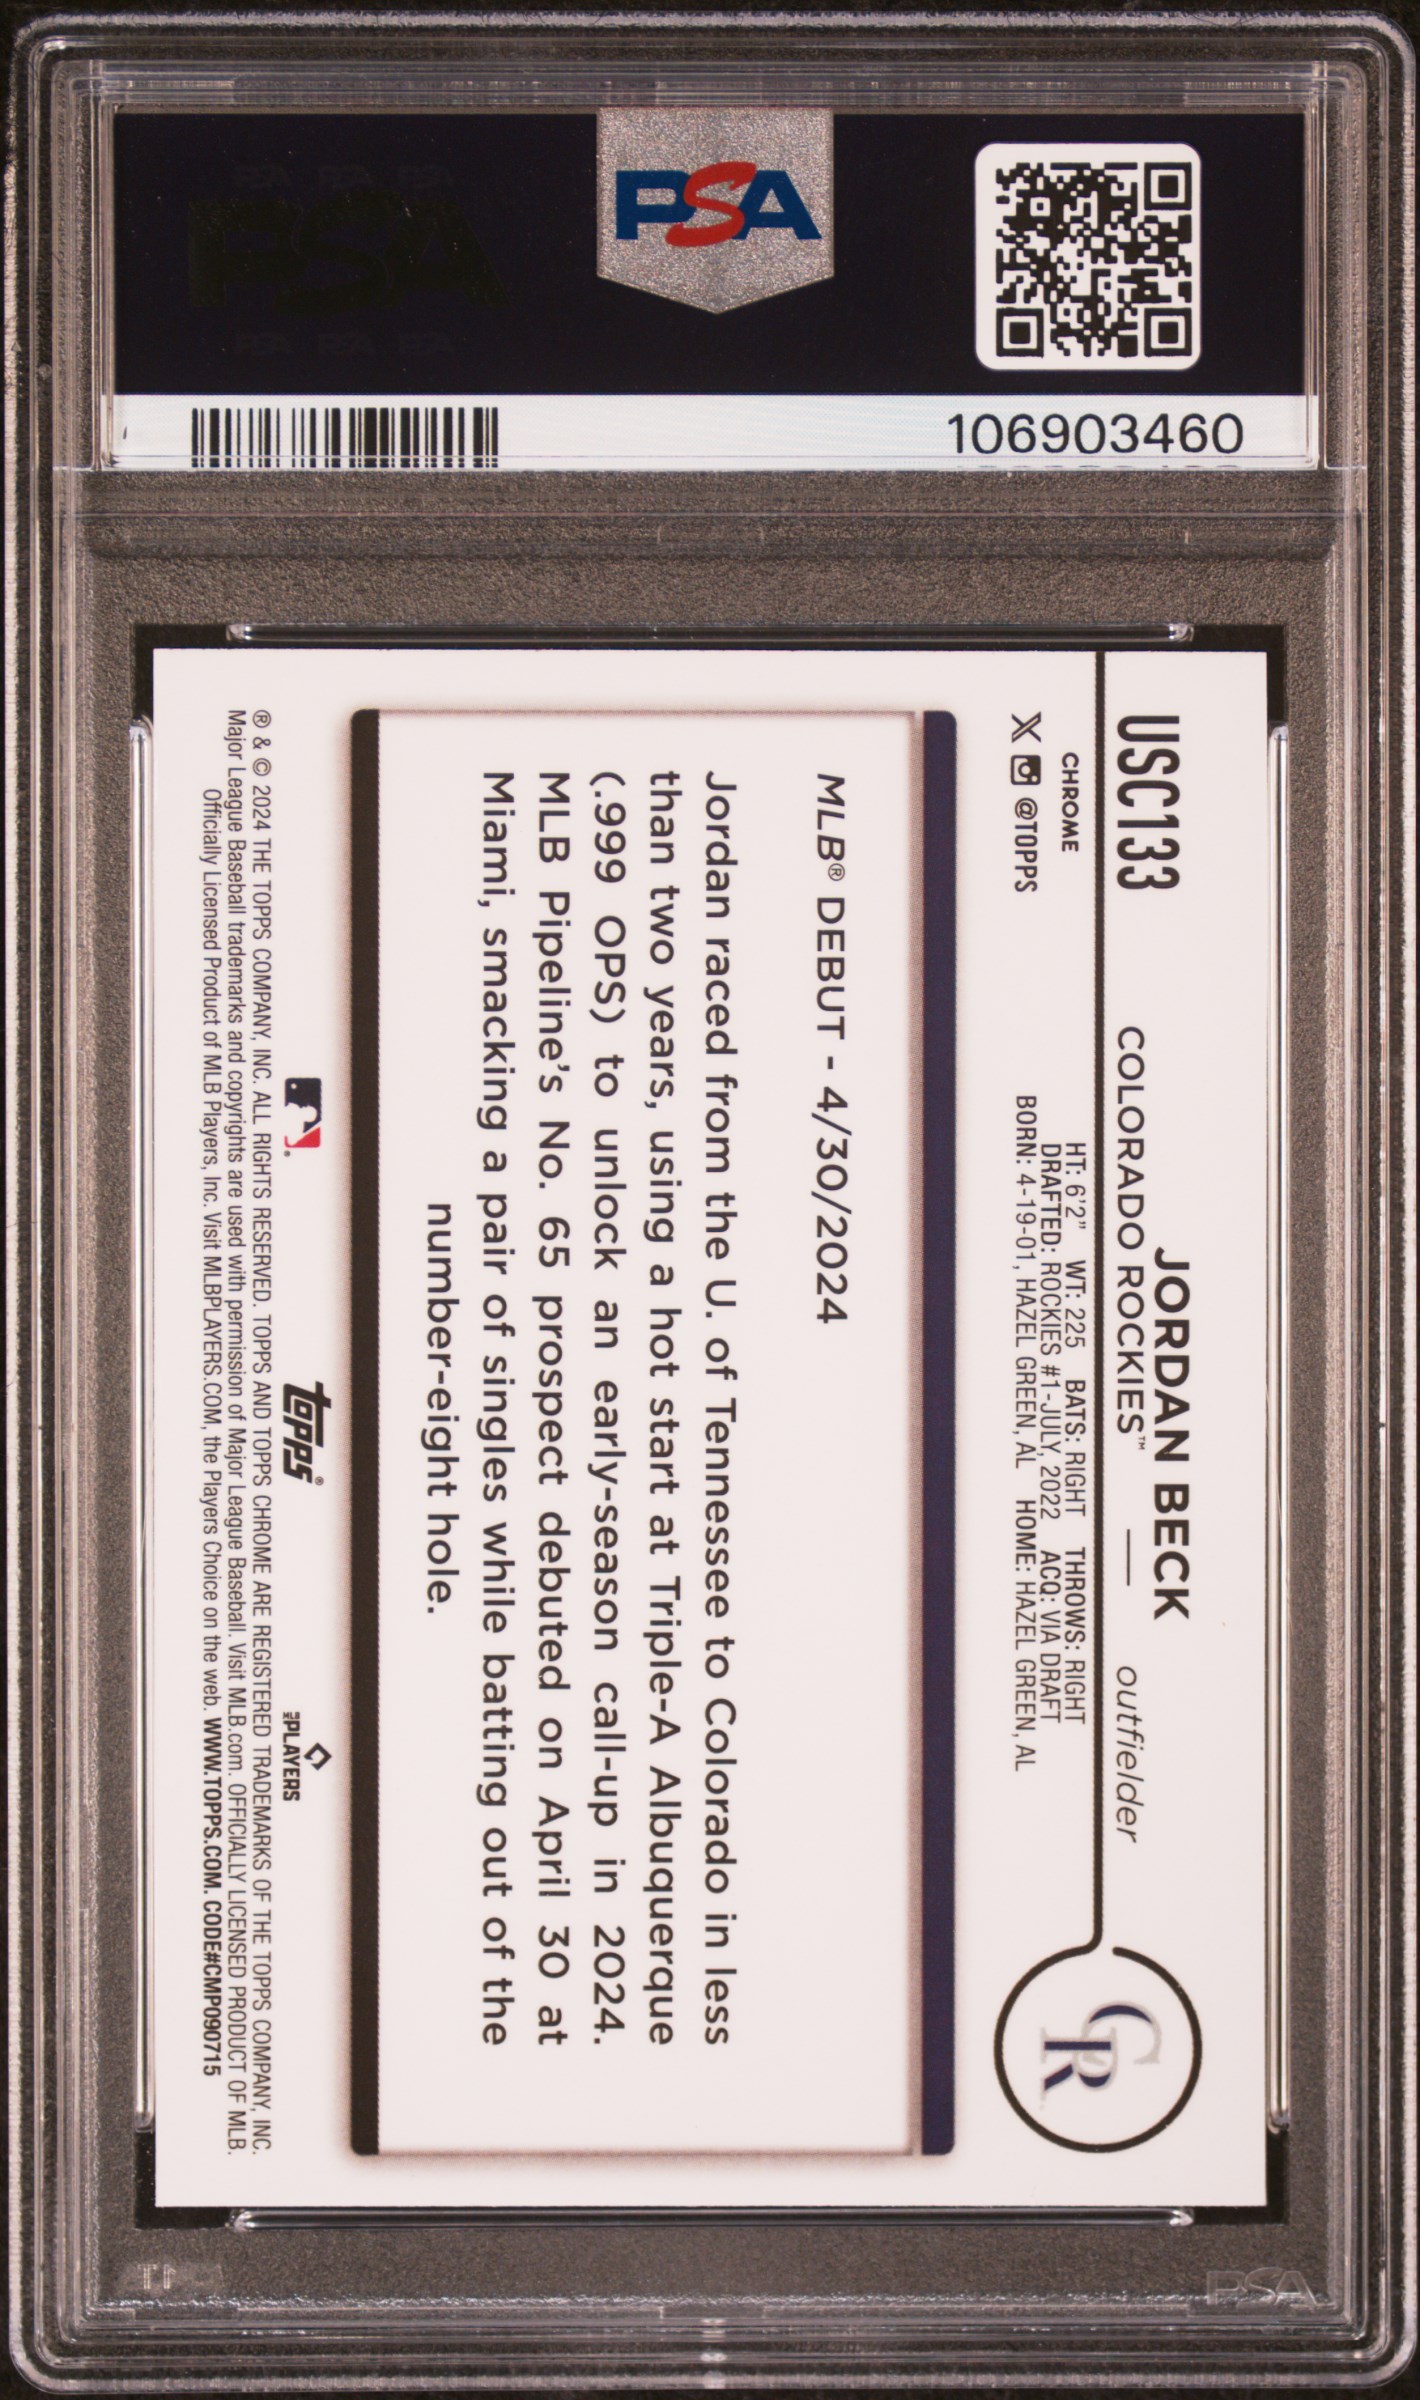 PSA
106903460
USC133
JORDAN BECK
COLORADO ROCKIES™ — outfielder
CR
CHROME
X @TOPPS
HT: 6'2" WT: 225 BATS: RIGHT THROWS: RIGHT
DRAFTED: ROCKIES #1-JULY, 2022 ACQ: VIA DRAFT
BORN: 4-19-01, HAZEL GREEN, AL HOME: HAZEL GREEN, AL
MLB® DEBUT - 4/30/2024
Jordan raced from the U. of Tennessee to Colorado in less
than two years, using a hot start at Triple-A Albuquerque
(.999 OPS) to unlock an early-season call-up in 2024.
MLB Pipeline's No. 65 prospect debuted on April 30 at
Miami, smacking a pair of singles while batting out of the
number-eight hole.
topps®
THE PLAYERS
® & © 2024 THE TOPPS COMPANY, INC. ALL RIGHTS RESERVED. TOPPS AND TOPPS CHROME ARE REGISTERED TRADEMARKS OF THE TOPPS COMPANY, INC.
Major League Baseball trademarks and copyrights are used with permission of Major League Baseball. Visit MLB.com. OFFICIALLY LICENSED PRODUCT OF MLB.
Officially Licensed Product of MLB Players, Inc. Visit MLBPLAYERS.COM, the Players Choice on the web. WWW.TOPPS.COM. CODE#CMP090715
PSA